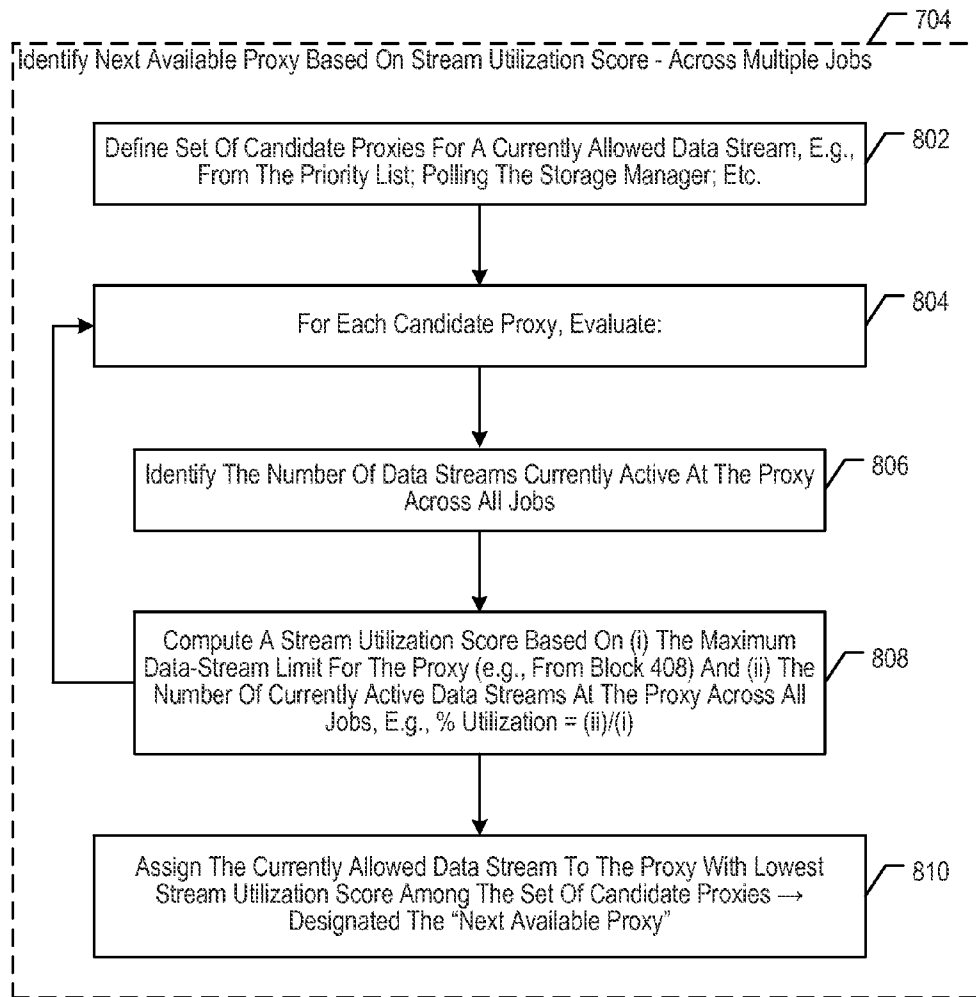 704
Identify Next Available Proxy Based On Stream Utilization Score - Across Multiple Jobs
802
Define Set Of Candidate Proxies For A Currently Allowed Data Stream, E.g.,
From The Priority List; Polling The Storage Manager; Etc.
804
For Each Candidate Proxy, Evaluate:
806
Identify The Number Of Data Streams Currently Active At The Proxy
Across All Jobs
808
Compute A Stream Utilization Score Based On (i) The Maximum
Data-Stream Limit For The Proxy (e.g., From Block 408) And (ii) The
Number Of Currently Active Data Streams At The Proxy Across All
Jobs, E.g., % Utilization = (ii)/(i)
810
Assign The Currently Allowed Data Stream To The Proxy With Lowest
Stream Utilization Score Among The Set Of Candidate Proxies →
Designated The “Next Available Proxy”